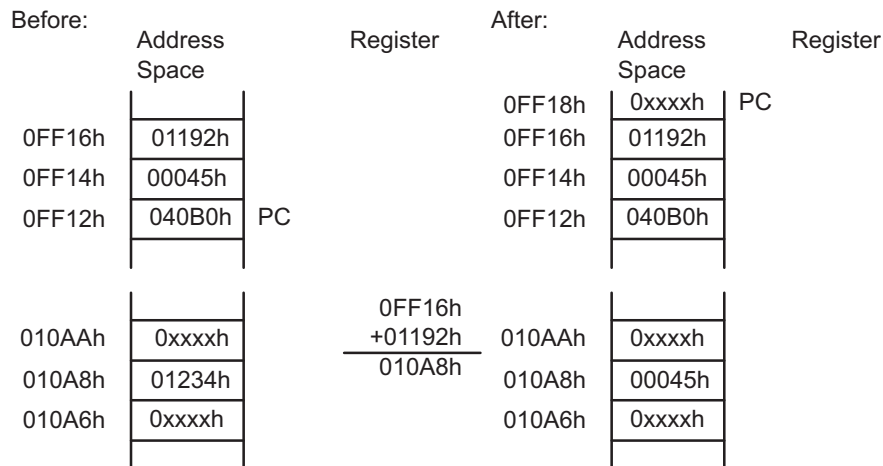 Before:
Address
Space
Register
0FF16h 01192h
0FF14h 00045h
0FF12h 040B0h PC
010AAh 0xxxxh
010A8h 01234h
010A6h 0xxxxh
0FF16h
+01192h
010A8h
After:
Address
Space
Register
0FF18h 0xxxxh PC
0FF16h 01192h
0FF14h 00045h
0FF12h 040B0h
010AAh 0xxxxh
010A8h 00045h
010A6h 0xxxxh